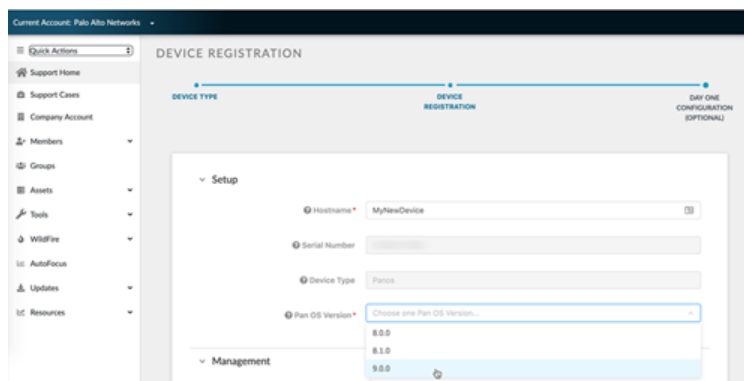 Current Account: Palo Alto Networks
Quick Actions
Support Home
Support Cases
Company Account
Members
Groups
Assets
Tools
WildFire
AutoFocus
Updates
Resources
DEVICE REGISTRATION
DEVICE TYPE
DEVICE
REGISTRATION
DAY ONE
CONFIGURATION
(OPTIONAL)
Setup
Hostname* MyNewDevice
Serial Number
Device Type Panos
Pan OS Version* Choose one Pan OS Version...
8.0.0
8.1.0
9.0.0
Management